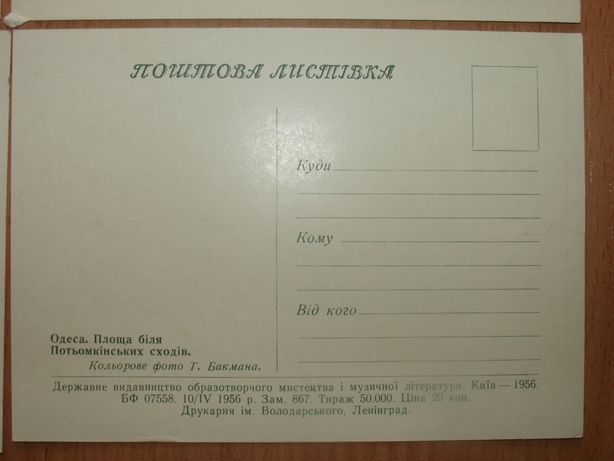 ПОШТОВА ЛИСТІВКА
Куди
Кому
Від кого
Одеса. Площа біля
Потьомкінських сходів.
Кольорове фото Т. Бакмана.
Державне видавництво образотворчого мистецтва і музичної літератури. Київ — 1956.
БФ 07558. 10/IV 1956 р. Зам. 867. Тираж 50.000. Ціна 20 коп.
Друкарня ім. Володарського, Ленінград.